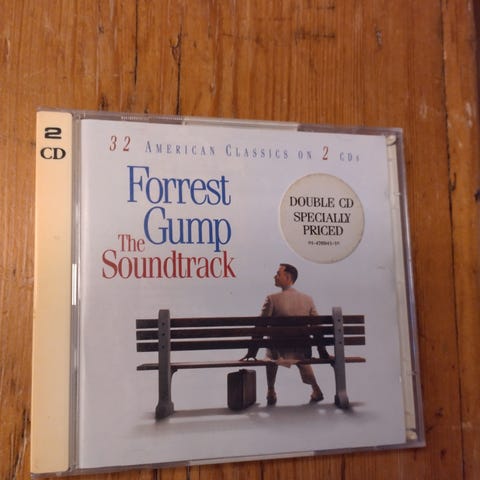 2
CD
32 AMERICAN CLASSICS ON 2 CDs
Forrest
Gump
The
Soundtrack
DOUBLE CD
SPECIALLY
PRICED